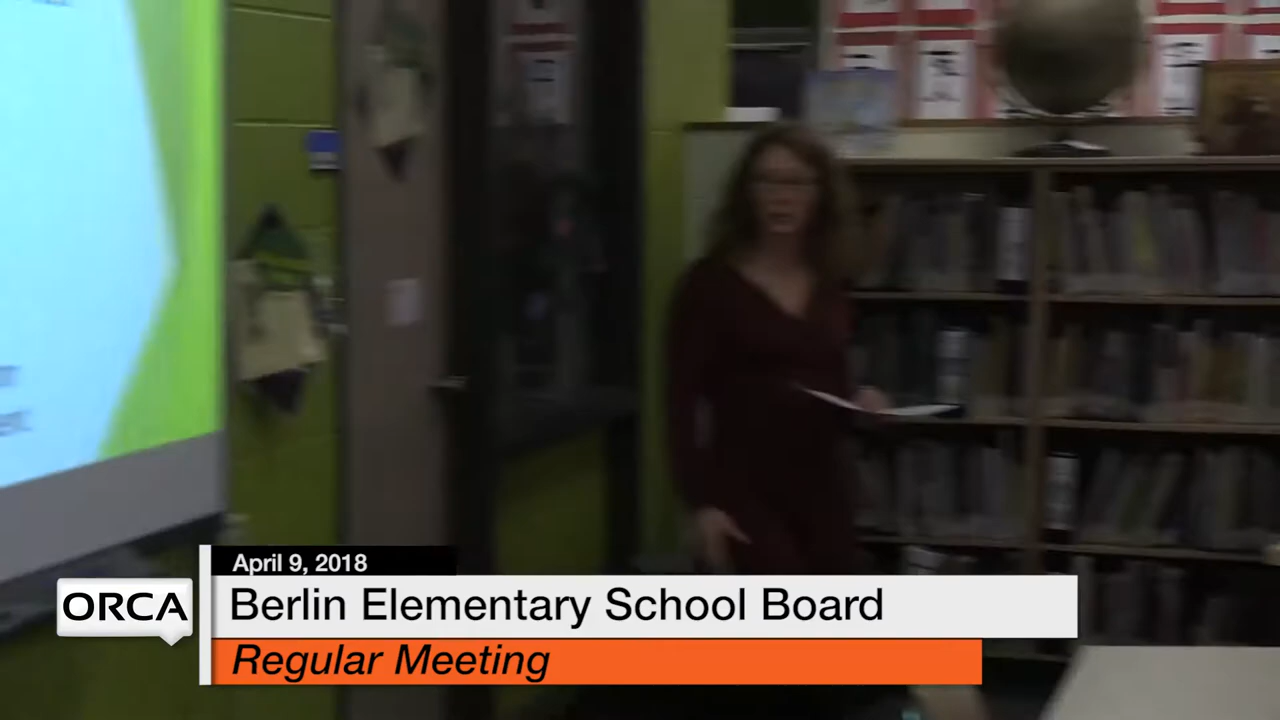 April 9, 2018
ORCA
Berlin Elementary School Board
Regular Meeting